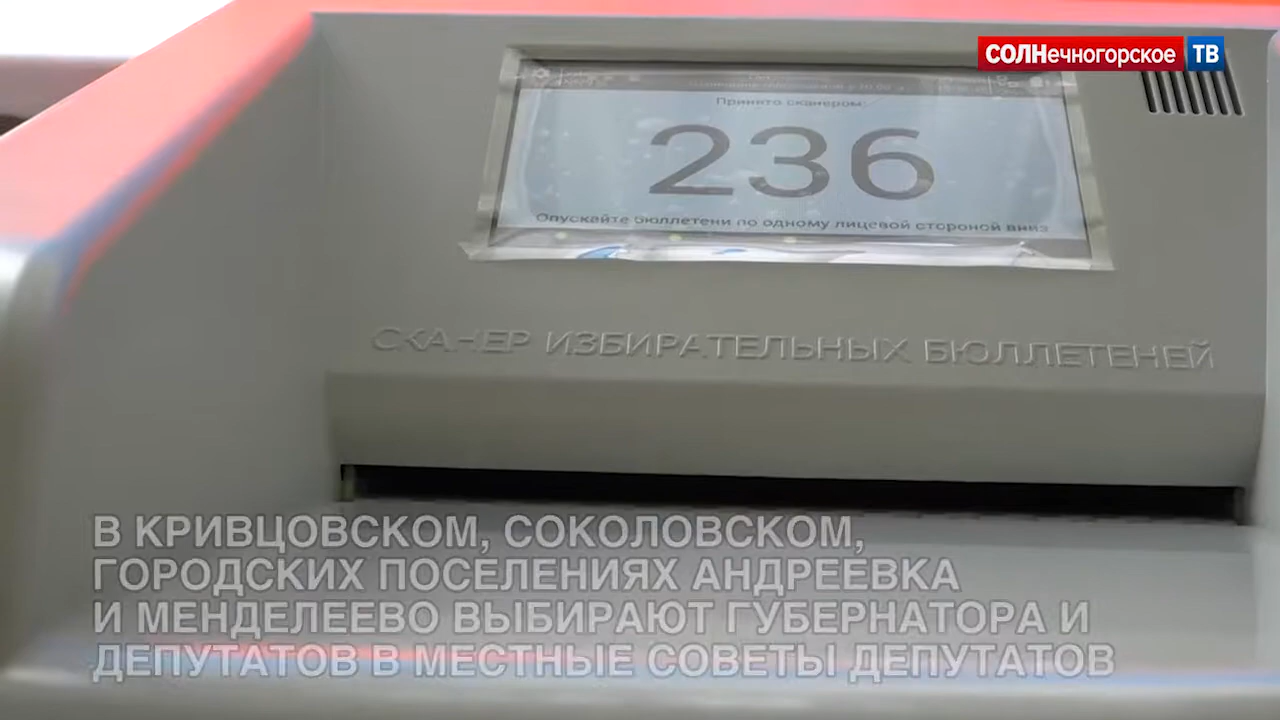 СОЛНечногорское ТВ
Принято сканером:
236
Опускайте бюллетени по одному лицевой стороной вниз
СКАНЕР ИЗБИРАТЕЛЬНЫХ БЮЛЛЕТЕНЕЙ
В КРИВЦОВСКОМ, СОКОЛОВСКОМ,
ГОРОДСКИХ ПОСЕЛЕНИЯХ АНДРЕЕВКА
И МЕНДЕЛЕЕВО ВЫБИРАЮТ ГУБЕРНАТОРА И
ДЕПУТАТОВ В МЕСТНЫЕ СОВЕТЫ ДЕПУТАТОВ